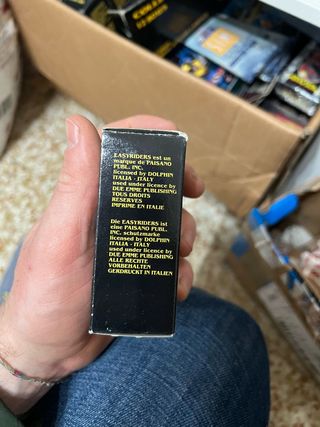 EASYRIDERS est un
marque de PAISANO
PUBL. INC.
licensed by DOLPHIN
ITALIA - ITALY
used under licence by
DUE EMME PUBLISHING
TOUS DROITS
RESERVES
IMPRIME EN ITALIE
Die EASYRIDERS ist
eine PAISANO PUBL.
INC. schutzmarke
licensed by DOLPHIN
ITALIA - ITALY
used under licence by
DUE EMME PUBLISHING
ALLE RECHTE
VORBEHALTEN
GERDRUCKT IN ITALIEN